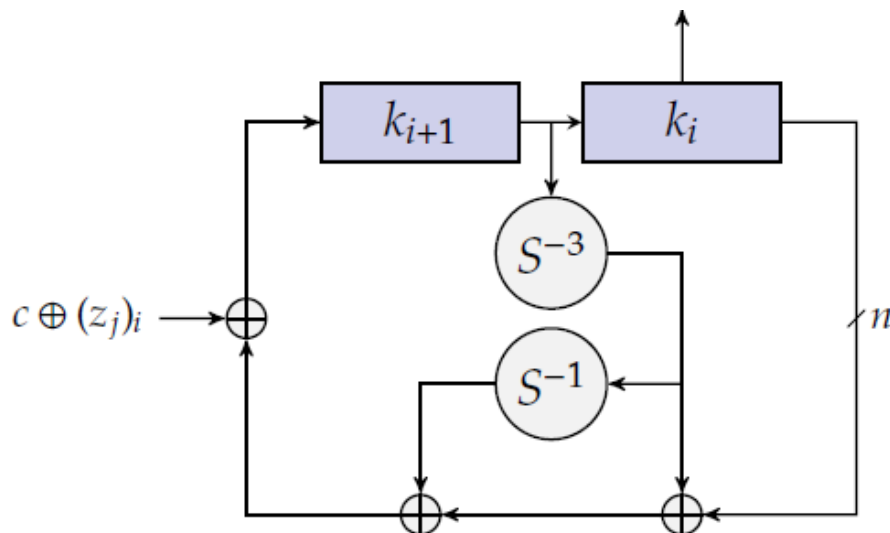 k_{i+1}
k_i
S^{-3}
c ⊕ (z_j)_i
n
S^{-1}